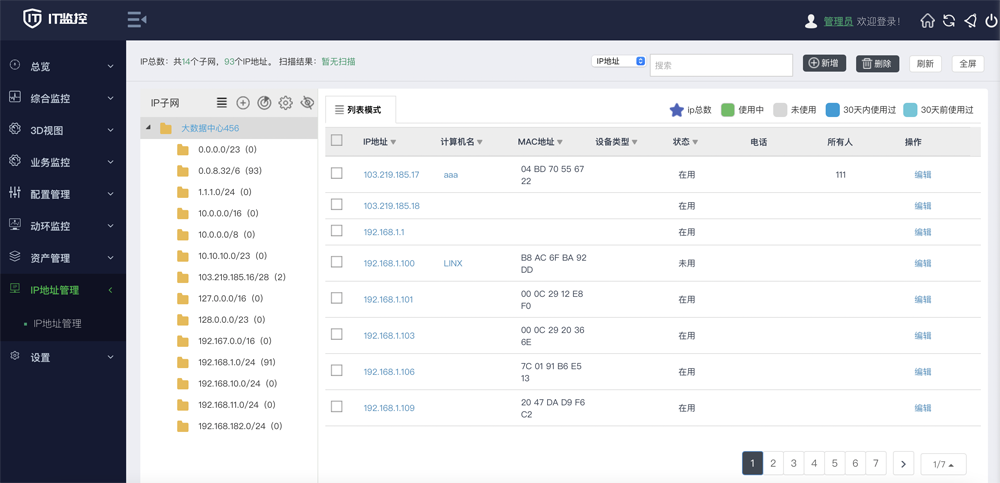 IT监控
管理员 欢迎登录！
总览
综合监控
3D视图
业务监控
配置管理
动环监控
资产管理
IP地址管理
IP地址管理
设置
IP总数：共14个子网，93个IP地址。 扫描结果：暂无扫描
IP地址 搜索 新增 删除 刷新 全屏
IP子网
大数据中心456
0.0.0.0/23 (0)
0.0.8.32/6 (93)
1.1.1.0/24 (0)
10.0.0.0/16 (0)
10.0.0.0/8 (0)
10.10.10.0/23 (0)
103.219.185.16/28 (2)
127.0.0.0/16 (0)
128.0.0.0/23 (0)
192.167.0.0/16 (0)
192.168.1.0/24 (91)
192.168.10.0/24 (0)
192.168.11.0/24 (0)
192.168.182.0/24 (0)
列表模式
ip总数 使用中 未使用 30天内使用过 30天前使用过
IP地址 计算机名 MAC地址 设备类型 状态 电话 所有人 操作
103.219.185.17 aaa 04 BD 70 55 67 在用 111 编辑
22
103.219.185.18 在用 编辑
192.168.1.1 在用 编辑
192.168.1.100 LINX B8 AC 6F BA 92 未用 编辑
DD
192.168.1.101 00 0C 29 12 E8 在用 编辑
F0
192.168.1.103 00 0C 29 20 36 在用 编辑
6E
192.168.1.106 7C 01 91 B6 E5 在用 编辑
13
192.168.1.109 20 47 DA D9 F6 在用 编辑
C2
1 2 3 4 5 6 7 1/7